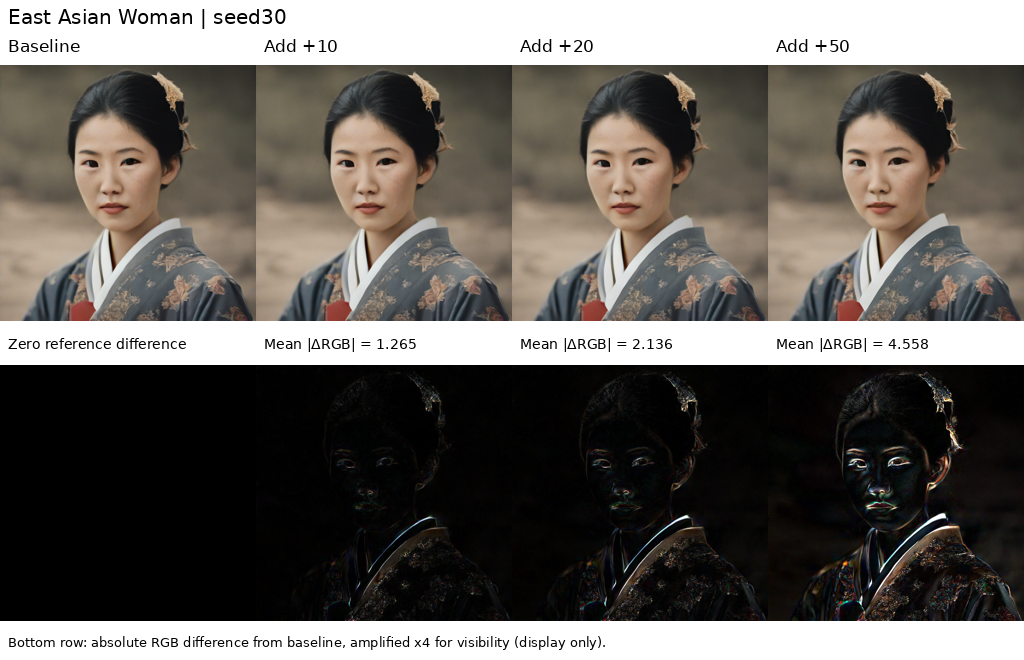 East Asian Woman | seed30
Baseline
Add +10
Add +20
Add +50
Zero reference difference
Mean |ΔRGB| = 1.265
Mean |ΔRGB| = 2.136
Mean |ΔRGB| = 4.558
Bottom row: absolute RGB difference from baseline, amplified x4 for visibility (display only).